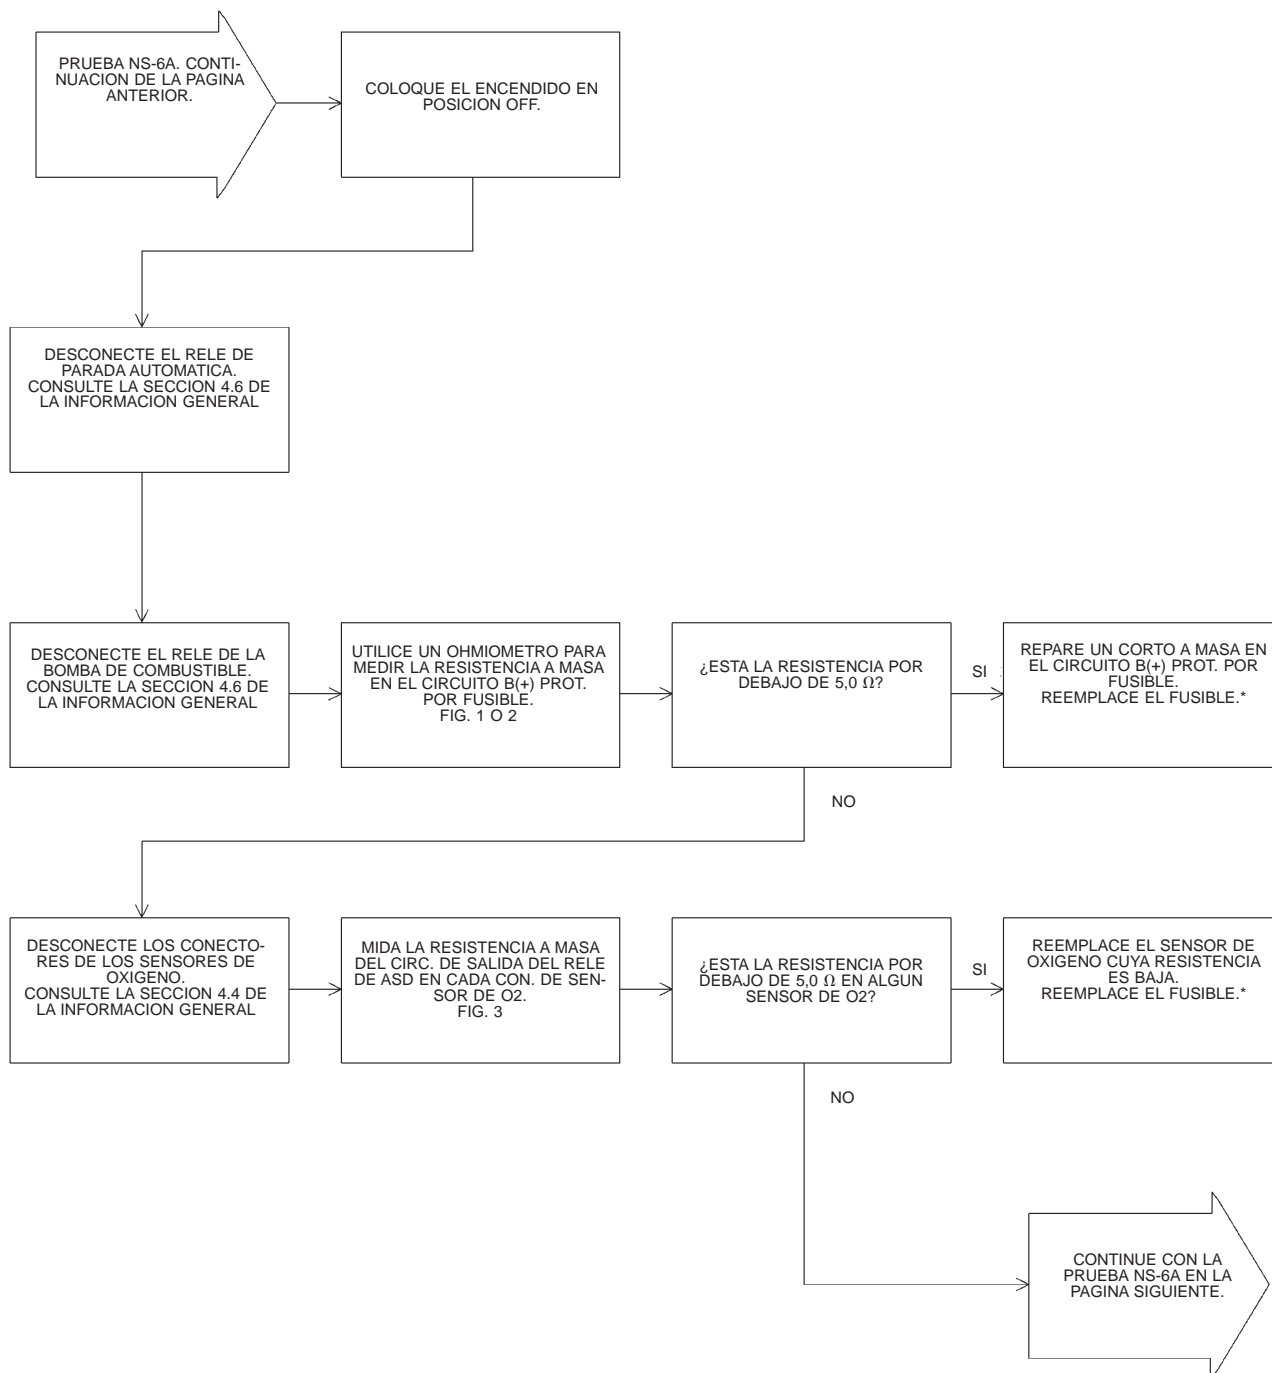 PRUEBA NS-6A. CONTI-
NUACION DE LA PAGINA
ANTERIOR.
COLOQUE EL ENCENDIDO EN
POSICION OFF.
DESCONECTE EL RELE DE
PARADA AUTOMATICA.
CONSULTE LA SECCION 4.6 DE
LA INFORMACION GENERAL
DESCONECTE EL RELE DE LA
BOMBA DE COMBUSTIBLE.
CONSULTE LA SECCION 4.6 DE
LA INFORMACION GENERAL
UTILICE UN OHMIOMETRO PARA
MEDIR LA RESISTENCIA A MASA
EN EL CIRCUITO B(+) PROT.
POR FUSIBLE.
FIG. 1 O 2
¿ESTA LA RESISTENCIA POR
DEBAJO DE 5,0 Ω?
SI
REPARE UN CORTO A MASA EN
EL CIRCUITO B(+) PROT. POR
FUSIBLE.
REEMPLACE EL FUSIBLE.*
NO
DESCONECTE LOS CONECTO-
RES DE LOS SENSORES DE
OXIGENO.
CONSULTE LA SECCION 4.4 DE
LA INFORMACION GENERAL
MIDA LA RESISTENCIA A MASA
DEL CIRC. DE SALIDA DEL RELE
DE ASD EN CADA CON. DE SEN-
SOR DE O2.
FIG. 3
¿ESTA LA RESISTENCIA POR
DEBAJO DE 5,0 Ω EN ALGUN
SENSOR DE O2?
SI
REEMPLACE EL SENSOR DE
OXIGENO CUYA RESISTENCIA
ES BAJA.
REEMPLACE EL FUSIBLE.*
NO
CONTINUE CON LA
PRUEBA NS-6A EN LA
PAGINA SIGUIENTE.